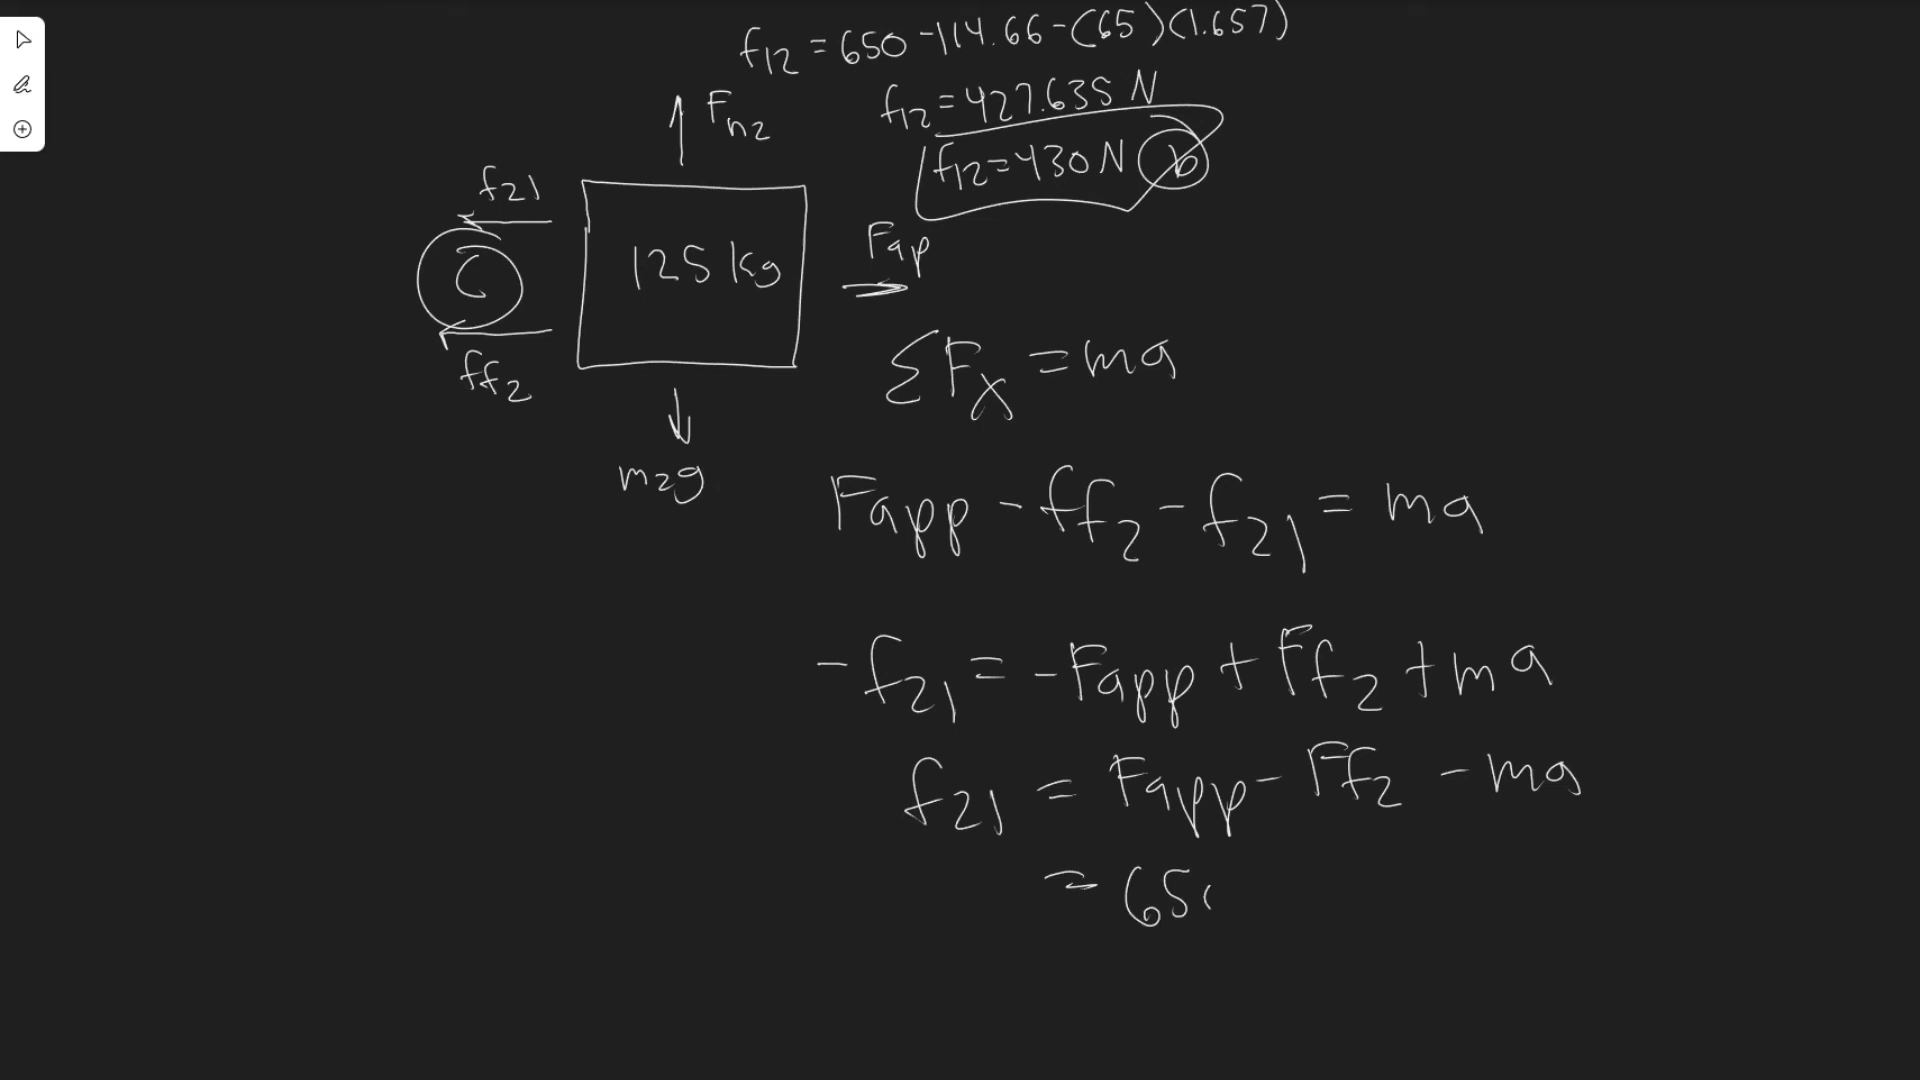 f12 = 650 - 114.66 - (65)(1.657)
f12 = 427.635 N
f12 = 430 N b
Fn2
f21
125 kg
Fap
C
ff2
m2g
ΣFx = ma
Fapp - ff2 - f21 = ma
-f21 = -Fapp + Ff2 + ma
f21 = Fapp - Ff2 - ma
= 65